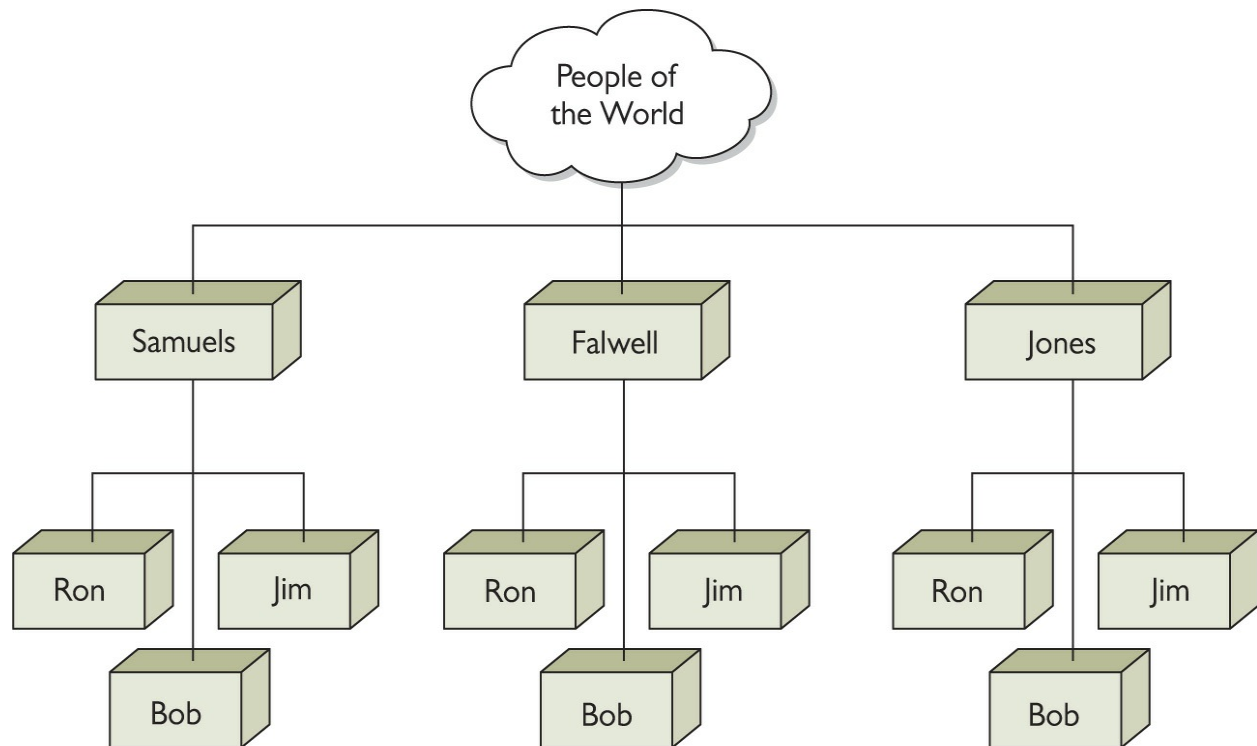 People of
the World
Samuels
Falwell
Jones
Ron
Jim
Ron
Jim
Ron
Jim
Bob
Bob
Bob